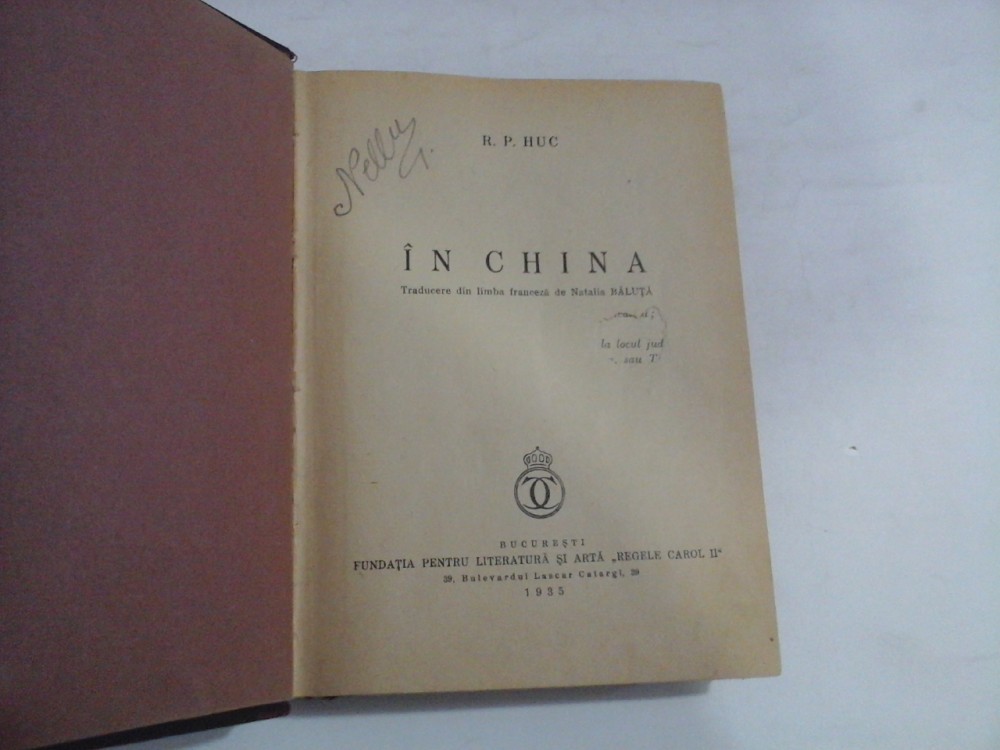 R. P. HUC
Nellu
ÎN CHINA
Traducere din limba franceză de Natalia BĂLUȚĂ
la locul jud
sau T
BUCUREȘTI
FUNDAȚIA PENTRU LITERATURĂ ȘI ARTĂ „REGELE CAROL II“
39, Bulevardul Lascar Catargi, 39
1935